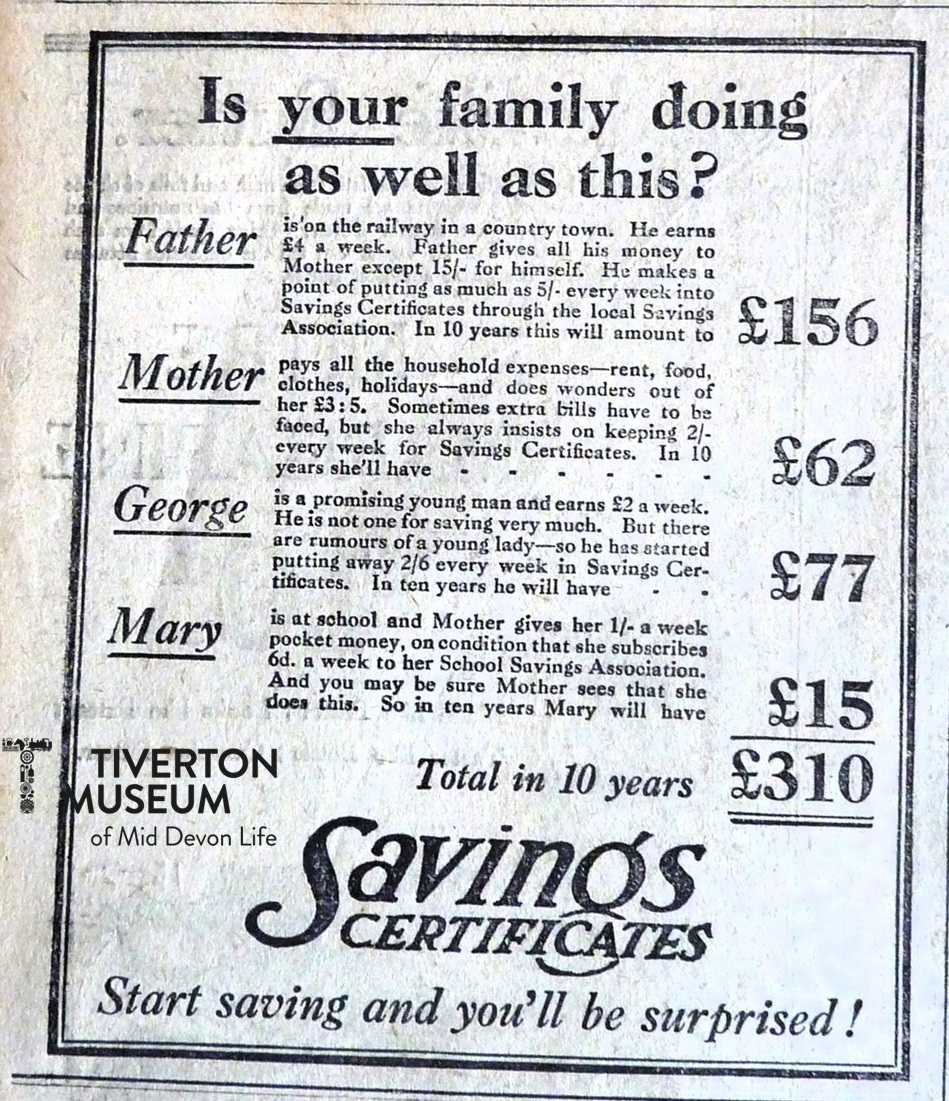 Is your family doing
as well as this?
Father
is on the railway in a country town. He earns
£4 a week. Father gives all his money to
Mother except 15/- for himself. He makes a
point of putting as much as 5/- every week into
Savings Certificates through the local Savings
Association. In 10 years this will amount to
£156
Mother
pays all the household expenses—rent, food,
clothes, holidays—and does wonders out of
her £3:5. Sometimes extra bills have to be
faced, but she always insists on keeping 2/-
every week for Savings Certificates. In 10
years she'll have - - - - - -
£62
George
is a promising young man and earns £2 a week.
He is not one for saving very much. But there
are rumours of a young lady—so he has started
putting away 2/6 every week in Savings Cer-
tificates. In ten years he will have - -
£77
Mary
is at school and Mother gives her 1/- a week
pocket money, on condition that she subscribes
6d. a week to her School Savings Association.
And you may be sure Mother sees that she
does this. So in ten years Mary will have
£15
Total in 10 years £310
TIVERTON
MUSEUM
of Mid Devon Life
Savings
CERTIFICATES
Start saving and you'll be surprised!